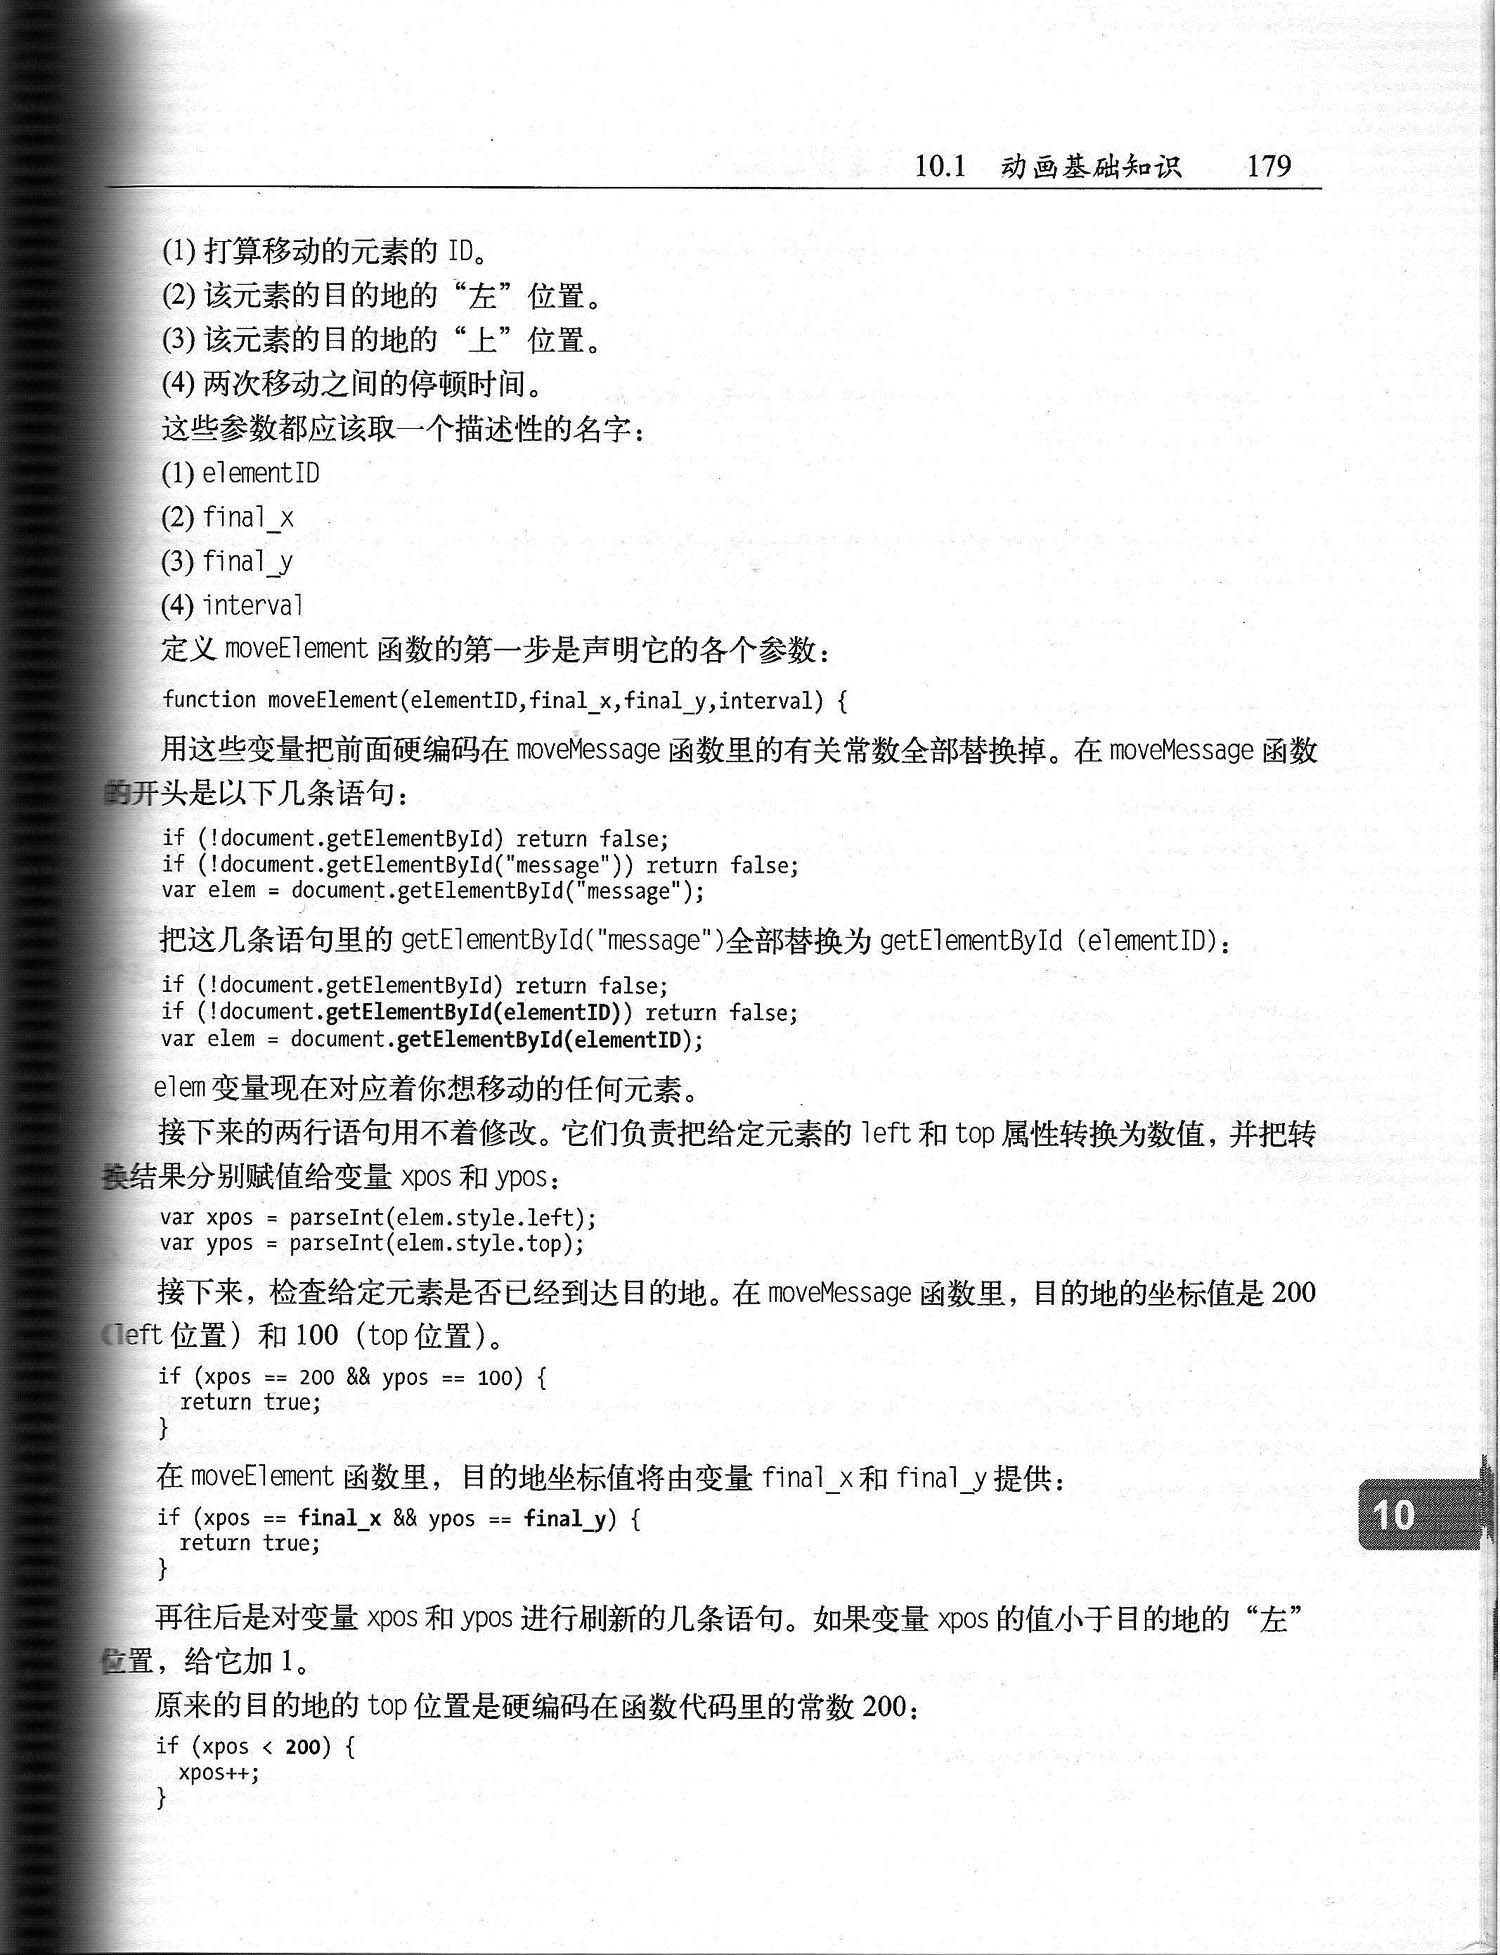 10.1 动画基础知识 179
(1) 打算移动的元素的 ID。
(2) 该元素的目的地的“左”位置。
(3) 该元素的目的地的“上”位置。
(4) 两次移动之间的停顿时间。
这些参数都应该取一个描述性的名字：
(1) elementID
(2) final_x
(3) final_y
(4) interval
定义 moveElement 函数的第一步是声明它的各个参数：
function moveElement(elementID,final_x,final_y,interval) {
用这些变量把前面硬编码在 moveMessage 函数里的有关常数全部替换掉。在 moveMessage 函数
的开头是以下几条语句：
if (!document.getElementById) return false;
if (!document.getElementById("message")) return false;
var elem = document.getElementById("message");
把这几条语句里的 getElementById("message")全部替换为 getElementById (elementID)：
if (!document.getElementById) return false;
if (!document.getElementById(elementID)) return false;
var elem = document.getElementById(elementID);
elem 变量现在对应着你想移动的任何元素。
接下来的两行语句用不着修改。它们负责把给定元素的 left 和 top 属性转换为数值，并把转
换结果分别赋值给变量 xpos 和 ypos：
var xpos = parseInt(elem.style.left);
var ypos = parseInt(elem.style.top);
接下来，检查给定元素是否已经到达目的地。在 moveMessage 函数里，目的地的坐标值是 200
（left 位置）和 100（top 位置）。
if (xpos == 200 && ypos == 100) {
return true;
}
在 moveElement 函数里，目的地坐标值将由变量 final_x 和 final_y 提供：
if (xpos == final_x && ypos == final_y) {
return true;
}
10
再往后是对变量 xpos 和 ypos 进行刷新的几条语句。如果变量 xpos 的值小于目的地的“左”
位置，给它加 1。
原来的目的地的 top 位置是硬编码在函数代码里的常数 200：
if (xpos < 200) {
xpos++;
}